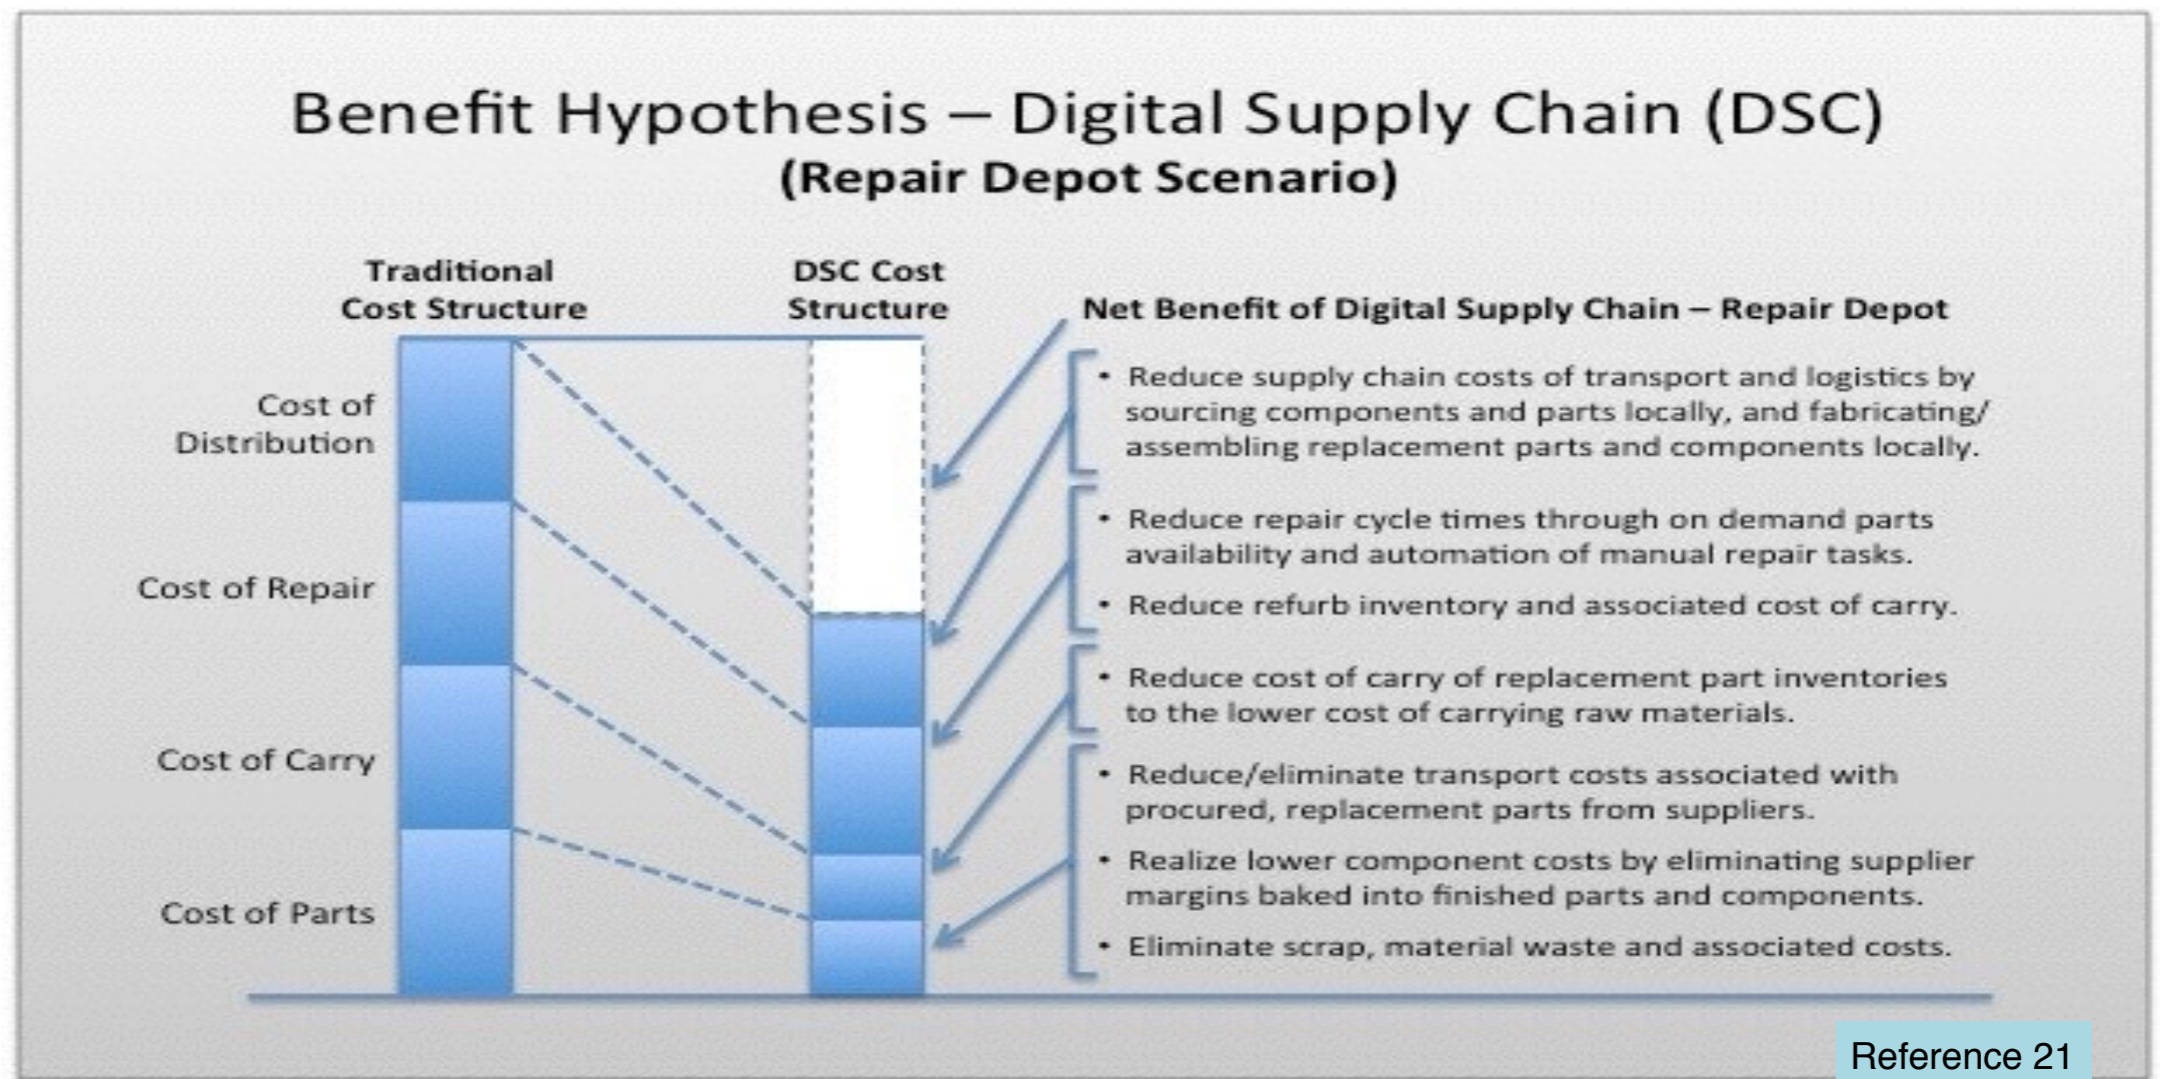 Benefit Hypothesis – Digital Supply Chain (DSC)
(Repair Depot Scenario)
Traditional
Cost Structure
DSC Cost
Structure
Net Benefit of Digital Supply Chain – Repair Depot
Cost of
Distribution
Cost of Repair
Cost of Carry
Cost of Parts
• Reduce supply chain costs of transport and logistics by
sourcing components and parts locally, and fabricating/
assembling replacement parts and components locally.
• Reduce repair cycle times through on demand parts
availability and automation of manual repair tasks.
• Reduce refurb inventory and associated cost of carry.
• Reduce cost of carry of replacement part inventories
to the lower cost of carrying raw materials.
• Reduce/eliminate transport costs associated with
procured, replacement parts from suppliers.
• Realize lower component costs by eliminating supplier
margins baked into finished parts and components.
• Eliminate scrap, material waste and associated costs.
Reference 21